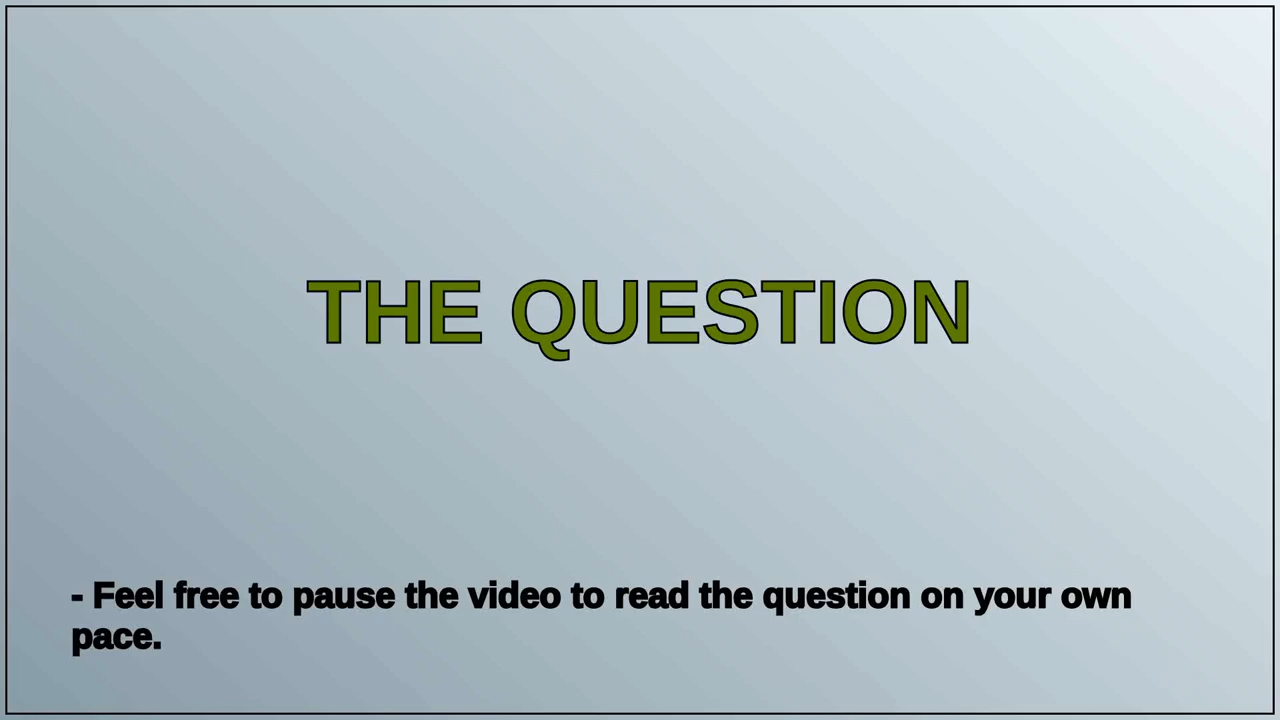 THE QUESTION
- Feel free to pause the video to read the question on your own
pace.